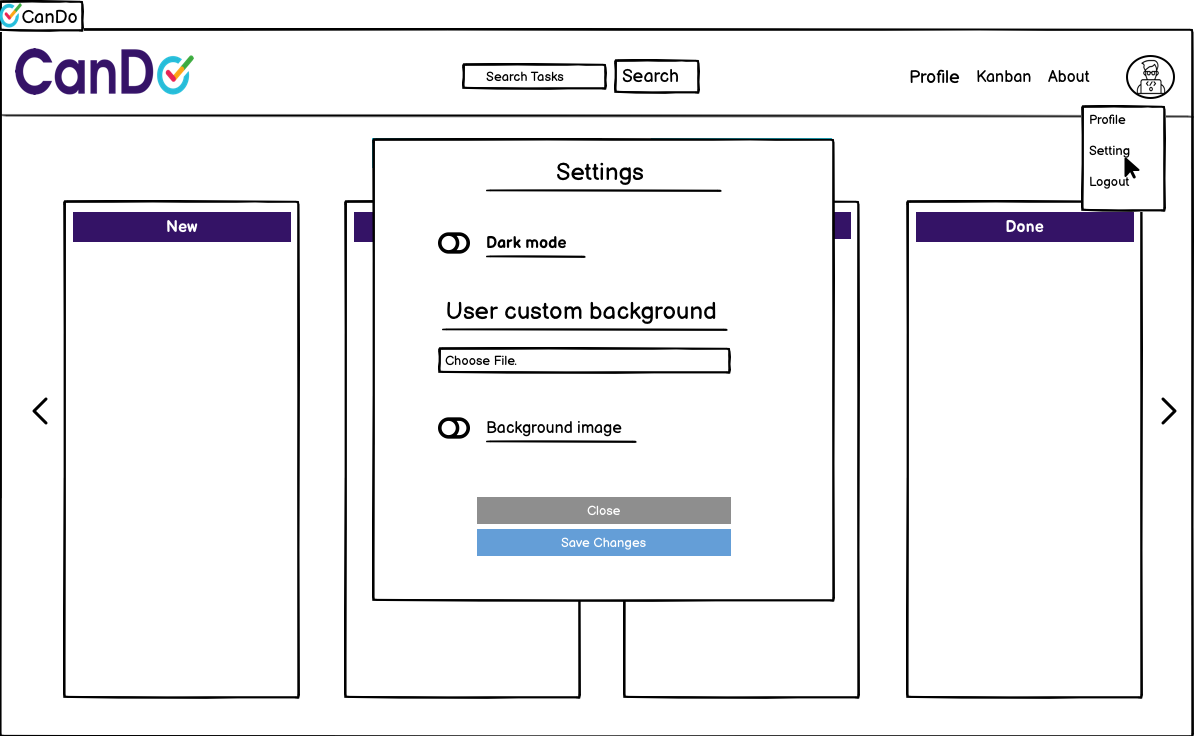 CanDo
CanDo
Search Tasks
Search
Profile
Kanban
About
Profile
Setting
Logout
Settings
New
Done
Dark mode
User custom background
Choose File.
Background image
Close
Save Changes